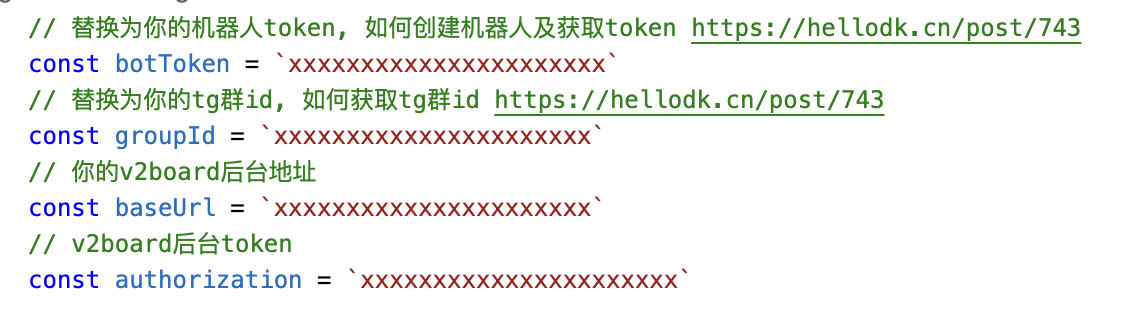 // 替换为你的机器人token, 如何创建机器人及获取token https://hellodk.cn/post/743
const botToken = `xxxxxxxxxxxxxxxxxxxxxx`
// 替换为你的tg群id, 如何获取tg群id https://hellodk.cn/post/743
const groupId = `xxxxxxxxxxxxxxxxxxxxxx`
// 你的v2board后台地址
const baseUrl = `xxxxxxxxxxxxxxxxxxxxxx`
// v2board后台token
const authorization = `xxxxxxxxxxxxxxxxxxxxxx`